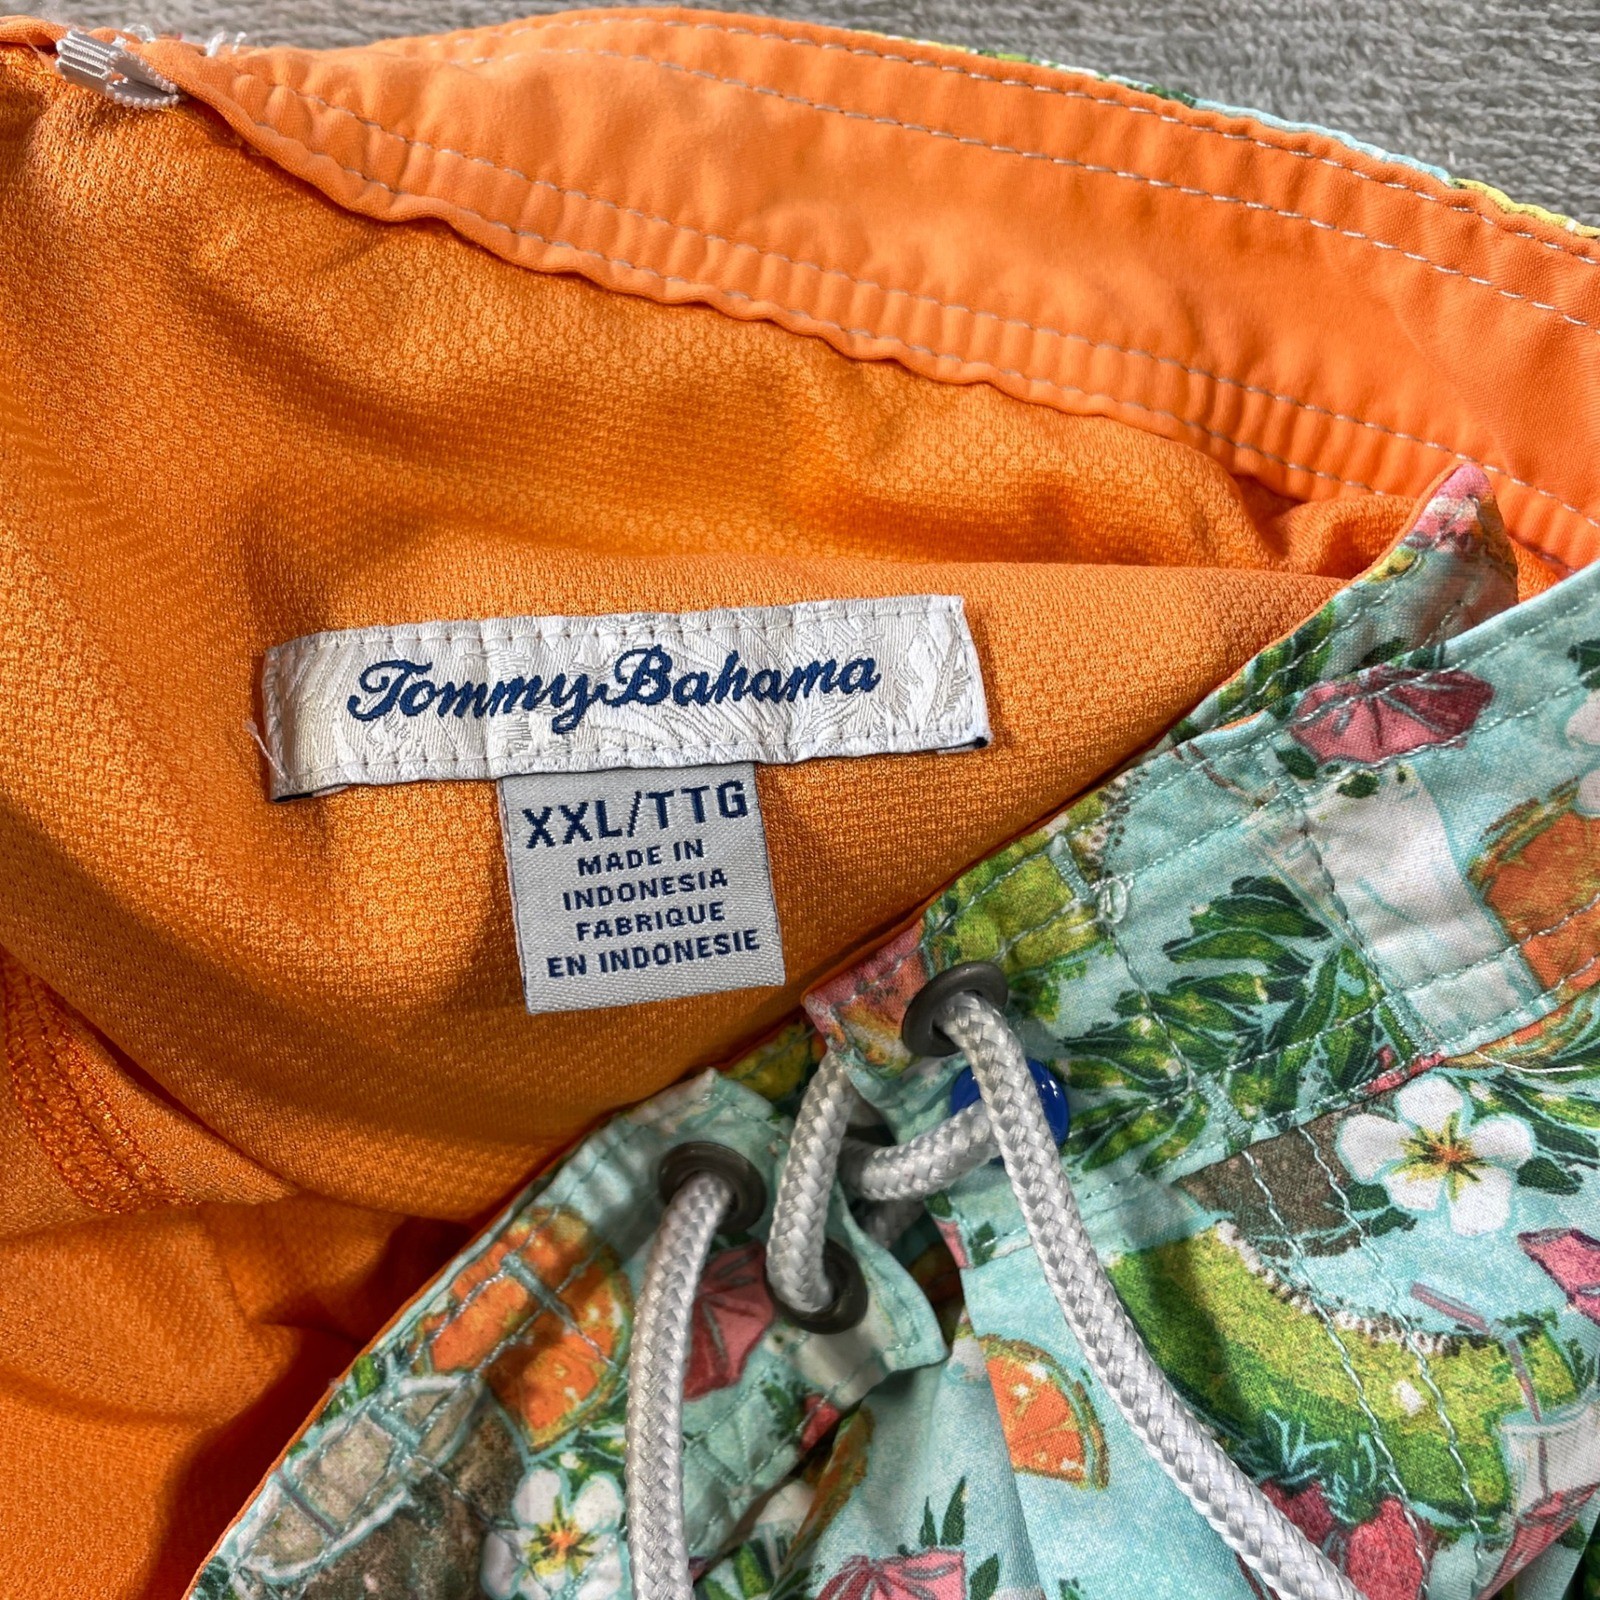 Tommy Bahama
XXL/TTG
MADE IN
INDONESIA
FABRIQUE
EN INDONESIE